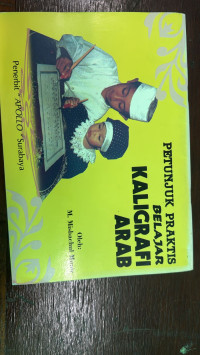 PETUNJUK PRAKTIS
BELAJAR
KALIGRAFI
ARAB
Oleh:
M. Misbachul
Penerbit "APOLLO" Surabaya